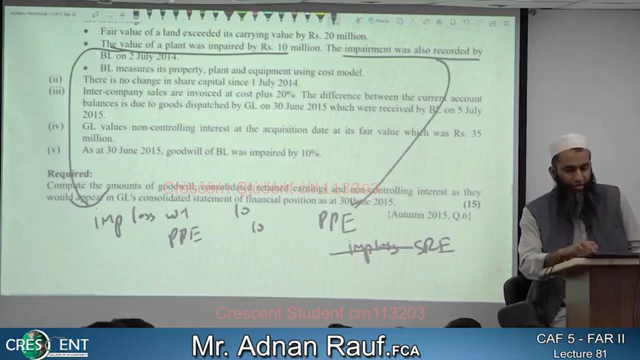 • Fair value of a land exceeded its carrying value by Rs. 20 million.
• The value of a plant was impaired by Rs. 10 million. The impairment was also recorded by
BL on 2 July 2014.
• BL measures its property, plant and equipment using cost model.
(ii) There is no change in share capital since 1 July 2014.
(iii) Inter-company sales are invoiced at cost plus 20%. The difference between the current account
balances is due to goods dispatched by GL on 30 June 2015 which were received by BL on 5 July
2015.
(iv) GL values non-controlling interest at the acquisition date at its fair value which was Rs. 35
million.
(v) As at 30 June 2015, goodwill of BL was impaired by 10%.
Required:
Compute the amounts of goodwill, consolidated retained earnings and non-controlling interest as they
would appear in GL's consolidated statement of financial position as at 30 June 2015. (15)
{Autumn 2015, Q.6}
Imp loss 10 PPE
PPE 10
imp loss SRE
Crescent Student cm113203
CRESCENT
Mr. Adnan Rauf.FCA
CAF 5 - FAR II
Lecture 81